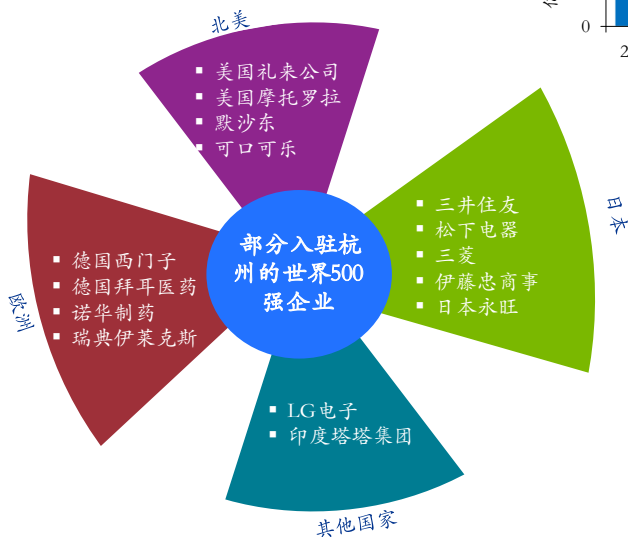 北美
0
2
美国礼来公司
美国摩托罗拉
默沙东
可口可乐
日本
三井住友
松下电器
三菱
伊藤忠商事
日本永旺
部分入驻杭
州的世界500
强企业
欧洲
德国西门子
德国拜耳医药
诺华制药
瑞典伊莱克斯
LG电子
印度塔塔集团
其他国家